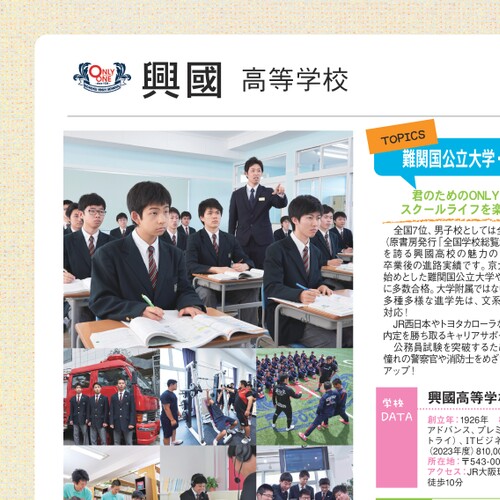 ONLY
ONE
興國 高等学校
TOPICS
難関国公立大学・
君のためのONLY
スクールライフを楽
全国7位、男子校としては全
（原書房発行「全国学校総覧
を誇る興國高校の魅力の
卒業後の進路実績です。京
始めとした難関国公立大学や
に多数合格。大学附属ではな
多種多様な進学先は、文系
対応！
JR西日本やトヨタカローラな
内定を勝ち取るキャリアサポー
公務員試験を突破するため
憧れの警察官や消防士をめざ
アップ！
学校
DATA
興國高等学校
創立年：1926年
アドバンス、プレミ
トライ）、ITビジネ
（2023年度）810,00
所在地：〒543-00
アクセス：JR大阪環
徒歩10分